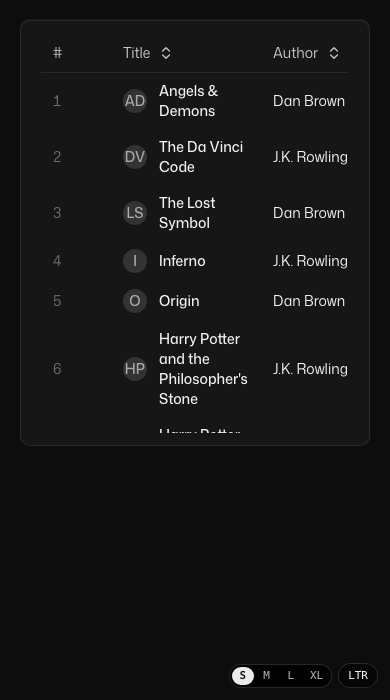 # Title Author
1 AD Angels & Demons Dan Brown
2 DV The Da Vinci Code J.K. Rowling
3 LS The Lost Symbol Dan Brown
4 I Inferno J.K. Rowling
5 O Origin Dan Brown
6 HP Harry Potter and the Philosopher's Stone J.K. Rowling
Harry Potter
S M L XL LTR